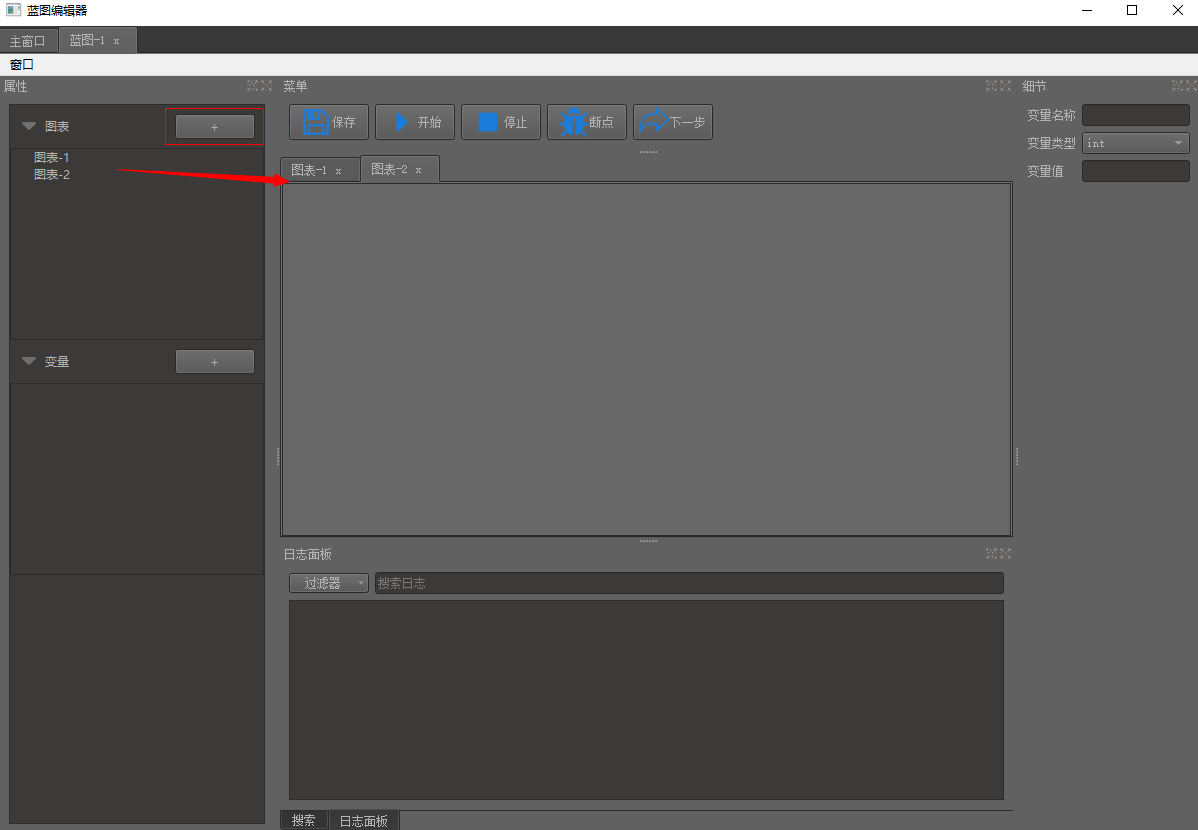 蓝图编辑器
主窗口 蓝图-1 x
窗口
属性
图表 +
图表-1
图表-2
变量 +
菜单
保存 开始 停止 断点 下一步
图表-1 x 图表-2 x
日志面板
过滤器 搜索日志
搜索 日志面板
细节
变量名称
变量类型 int
变量值